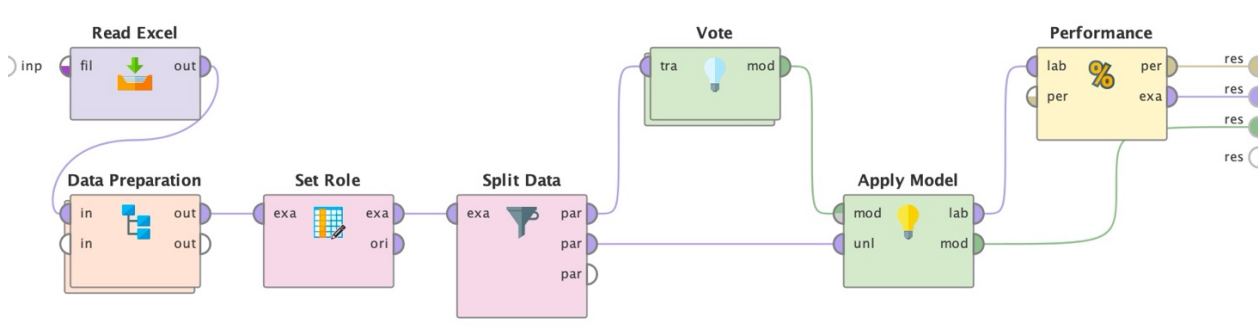 Read Excel
inp
fil
out
Vote
tra
mod
Performance
lab
per
per
exa
res
res
res
res
Data Preparation
in
out
in
out
Set Role
exa
exa
ori
Split Data
exa
par
par
par
Apply Model
mod
lab
unl
mod
%